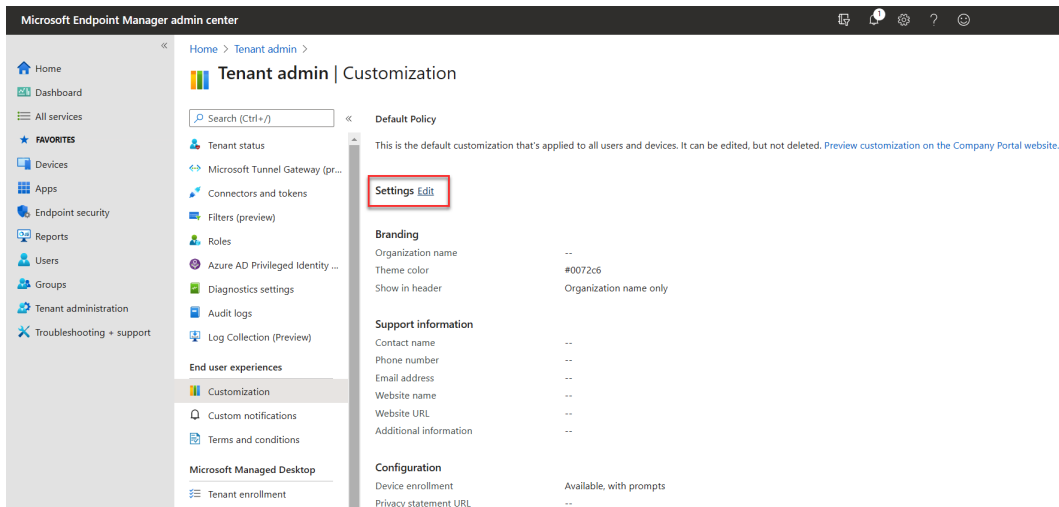 Microsoft Endpoint Manager admin center
1
Home
Dashboard
All services
FAVORITES
Devices
Apps
Endpoint security
Reports
Users
Groups
Tenant administration
Troubleshooting + support
Home > Tenant admin >
Tenant admin | Customization
Search (Ctrl+/)
Tenant status
Microsoft Tunnel Gateway (pr...
Connectors and tokens
Filters (preview)
Roles
Azure AD Privileged Identity ...
Diagnostics settings
Audit logs
Log Collection (Preview)
End user experiences
Customization
Custom notifications
Terms and conditions
Microsoft Managed Desktop
Tenant enrollment
Default Policy
This is the default customization that's applied to all users and devices. It can be edited, but not deleted. Preview customization on the Company Portal website.
Settings Edit
Branding
Organization name --
Theme color #0072c6
Show in header Organization name only
Support information
Contact name --
Phone number --
Email address --
Website name --
Website URL --
Additional information --
Configuration
Device enrollment Available, with prompts
Privacy statement URL --